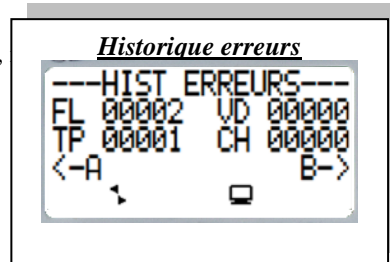 Historique erreurs
---HIST ERREURS---
FL 00002 VD 00000
TP 00001 CH 00000
<-A B->